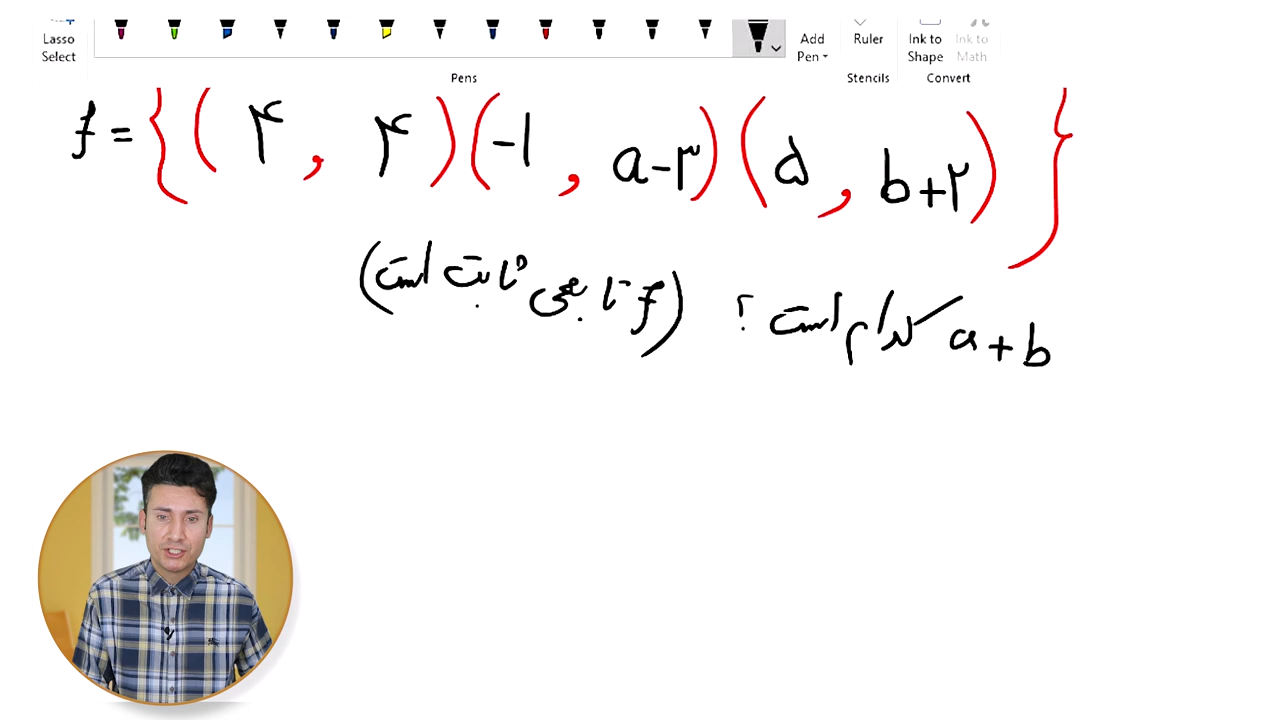 Lasso Select
Add Pen
Ruler
Ink to Shape
Ink to Math
Pens
Stencils
Convert
f = {(۴ , ۴)(-۱ , a-۳)(۵ , b+۲)}
a+b کدام است ؟ (f تابعی ثابت است)